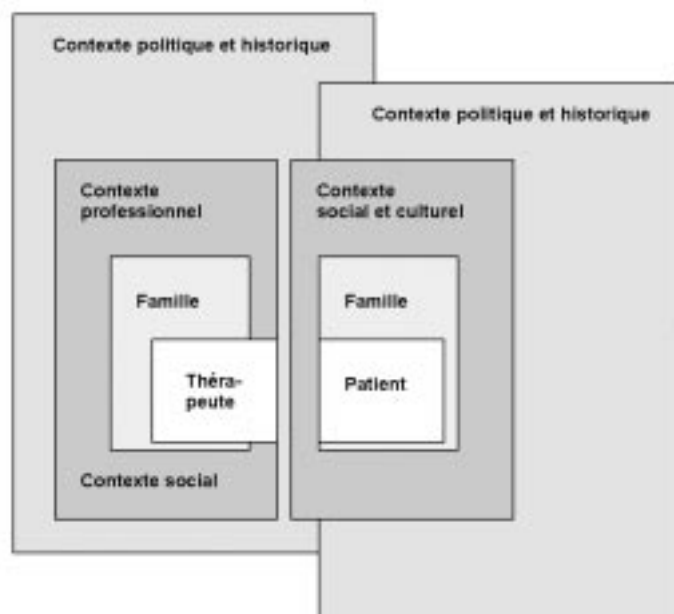 Contexte politique et historique
Contexte politique et historique
Contexte
professionnel
Contexte
social et culturel
Famille
Famille
Théra-
peute
Patient
Contexte social